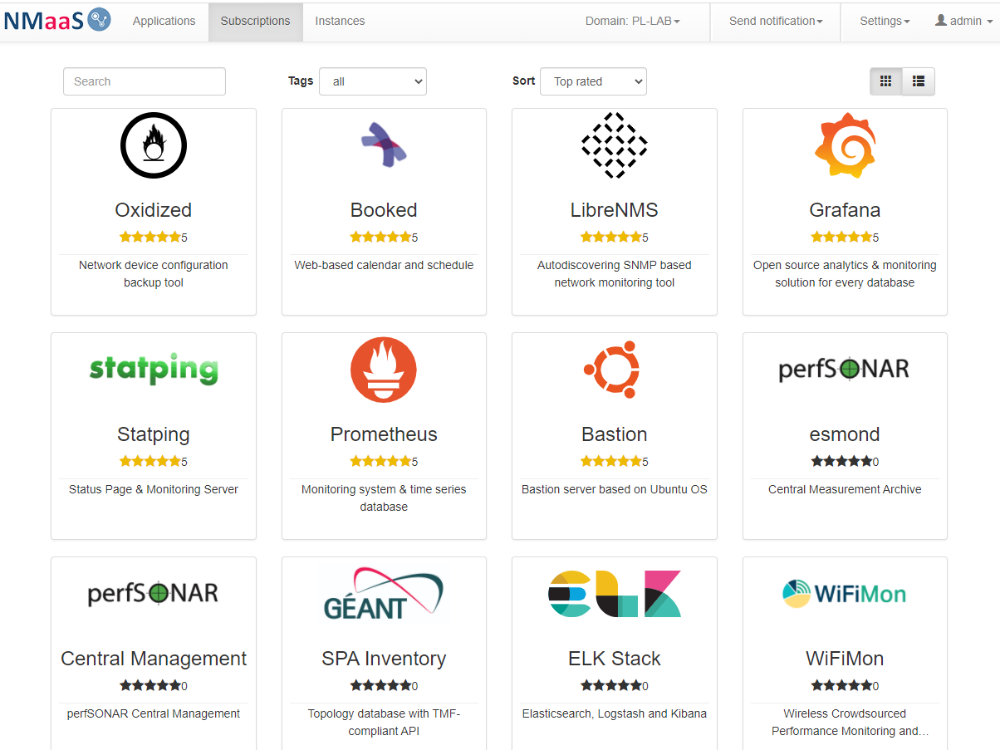 NMaaS Applications Subscriptions Instances Domain: PL-LAB Send notification Settings admin
Search Tags all Sort Top rated
Oxidized
5
Network device configuration
backup tool
Booked
5
Web-based calendar and schedule
LibreNMS
5
Autodiscovering SNMP based
network monitoring tool
Grafana
5
Open source analytics & monitoring
solution for every database
statping
Statping
5
Status Page & Monitoring Server
Prometheus
5
Monitoring system & time series
database
Bastion
5
Bastion server based on Ubuntu OS
perfSONAR
esmond
0
Central Measurement Archive
perfSONAR
Central Management
0
perfSONAR Central Management
GÉANT
SPA Inventory
0
Topology database with TMF-
compliant API
ELK
ELK Stack
0
Elasticsearch, Logstash and Kibana
WiFiMon
WiFiMon
0
Wireless Crowdsourced
Performance Monitoring and…